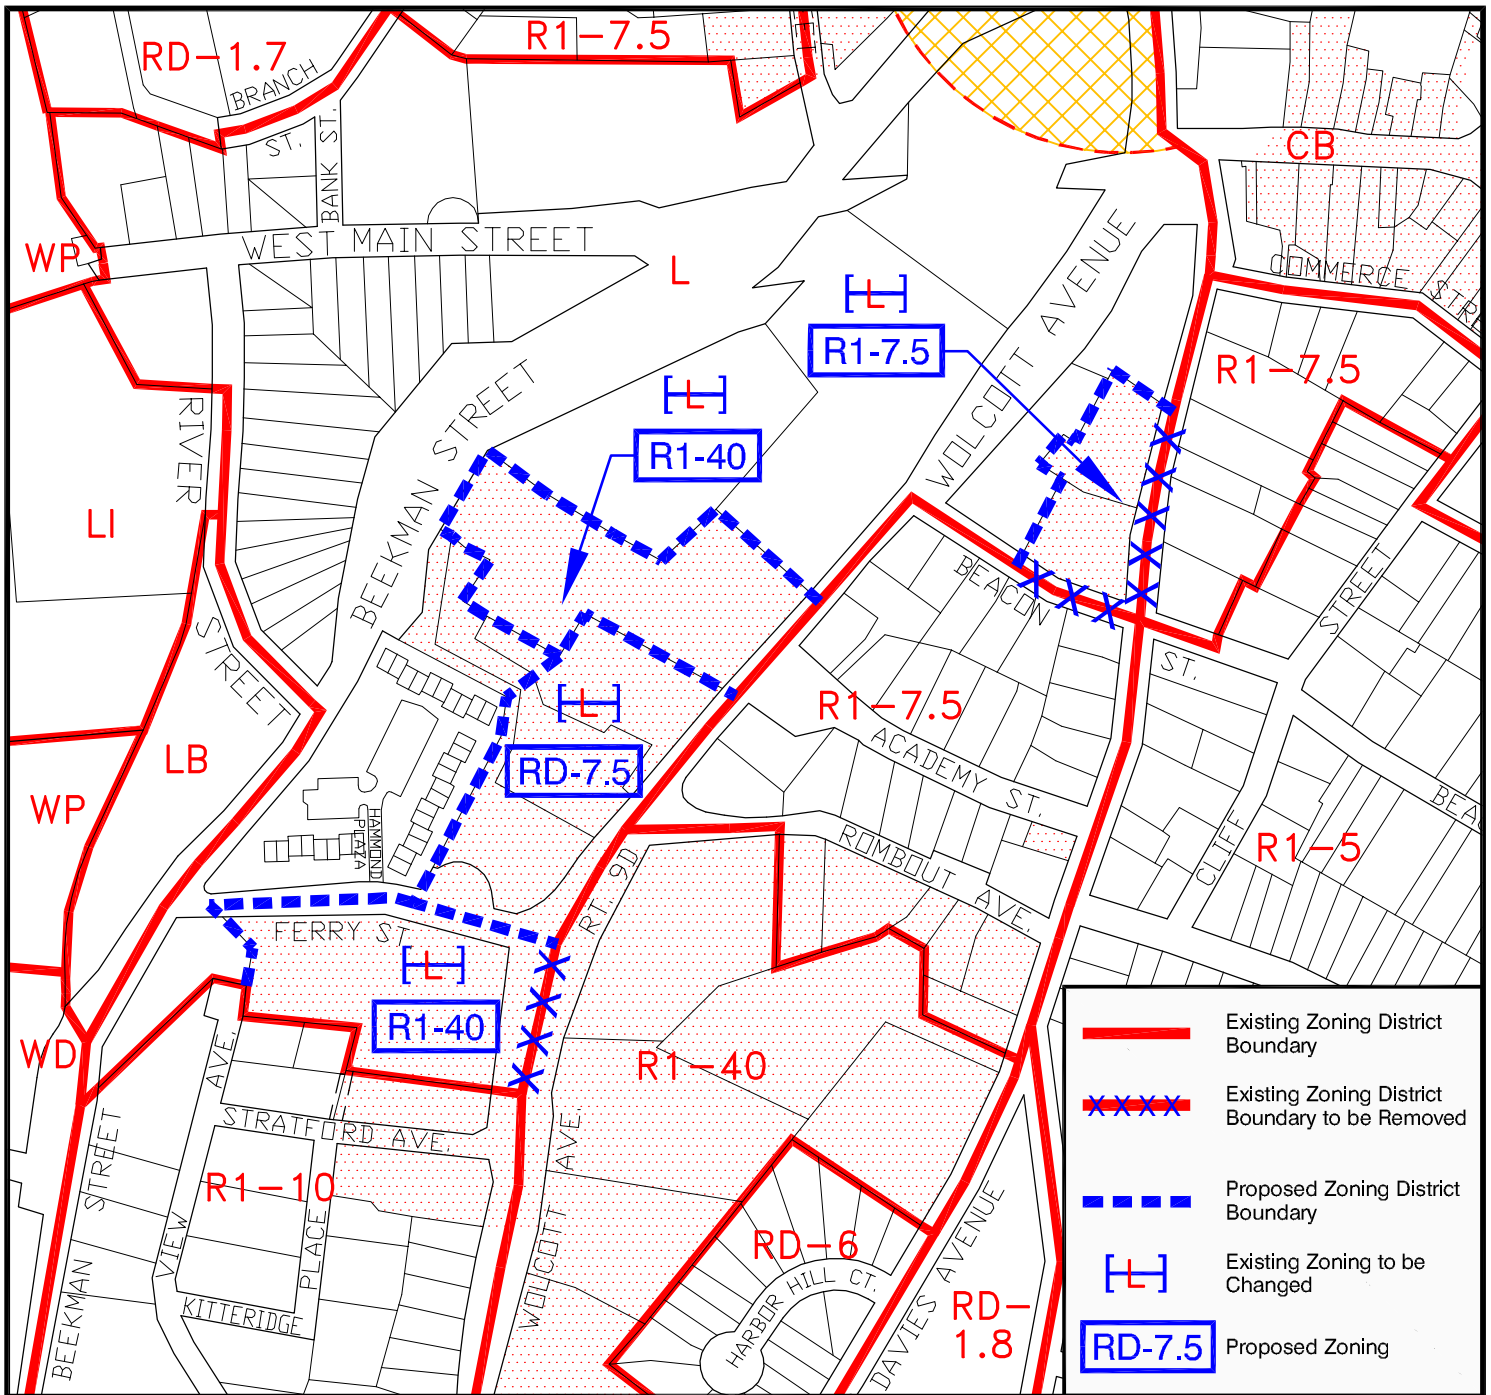 RD-1.7
R1-7.5
ET
BRANCH
ST.
BANK ST.
CB
WP
WEST MAIN STREET
L
[L]
R1-7.5
WOLCOTT AVENUE
COMMERCE STRE
R1-7.5
[L]
R1-40
RIVER
STREET
BEEKMAN STREET
LI
BEACON
ST.
STREET
[L]
RD-7.5
R1-7.5
ACADEMY ST.
LB
WP
HAMMOND
PLAZA
ROMBOUT AVE.
CLIFF
R1-5
BEAC
RT. 9D
FERRY ST
[L]
R1-40
WD
AVE.
R1-40
STRATFORD AVE.
R1-10
STREET
BEEKMAN
VIEW
PLACE
KITTERIDGE
AVE.
WOLCOTT
RD-6
HARBOR HILL CT.
DAVIES AVENUE
RD-
1.8
Existing Zoning District
Boundary
XXXX
Existing Zoning District
Boundary to be Removed
Proposed Zoning District
Boundary
[L]
Existing Zoning to be
Changed
RD-7.5
Proposed Zoning